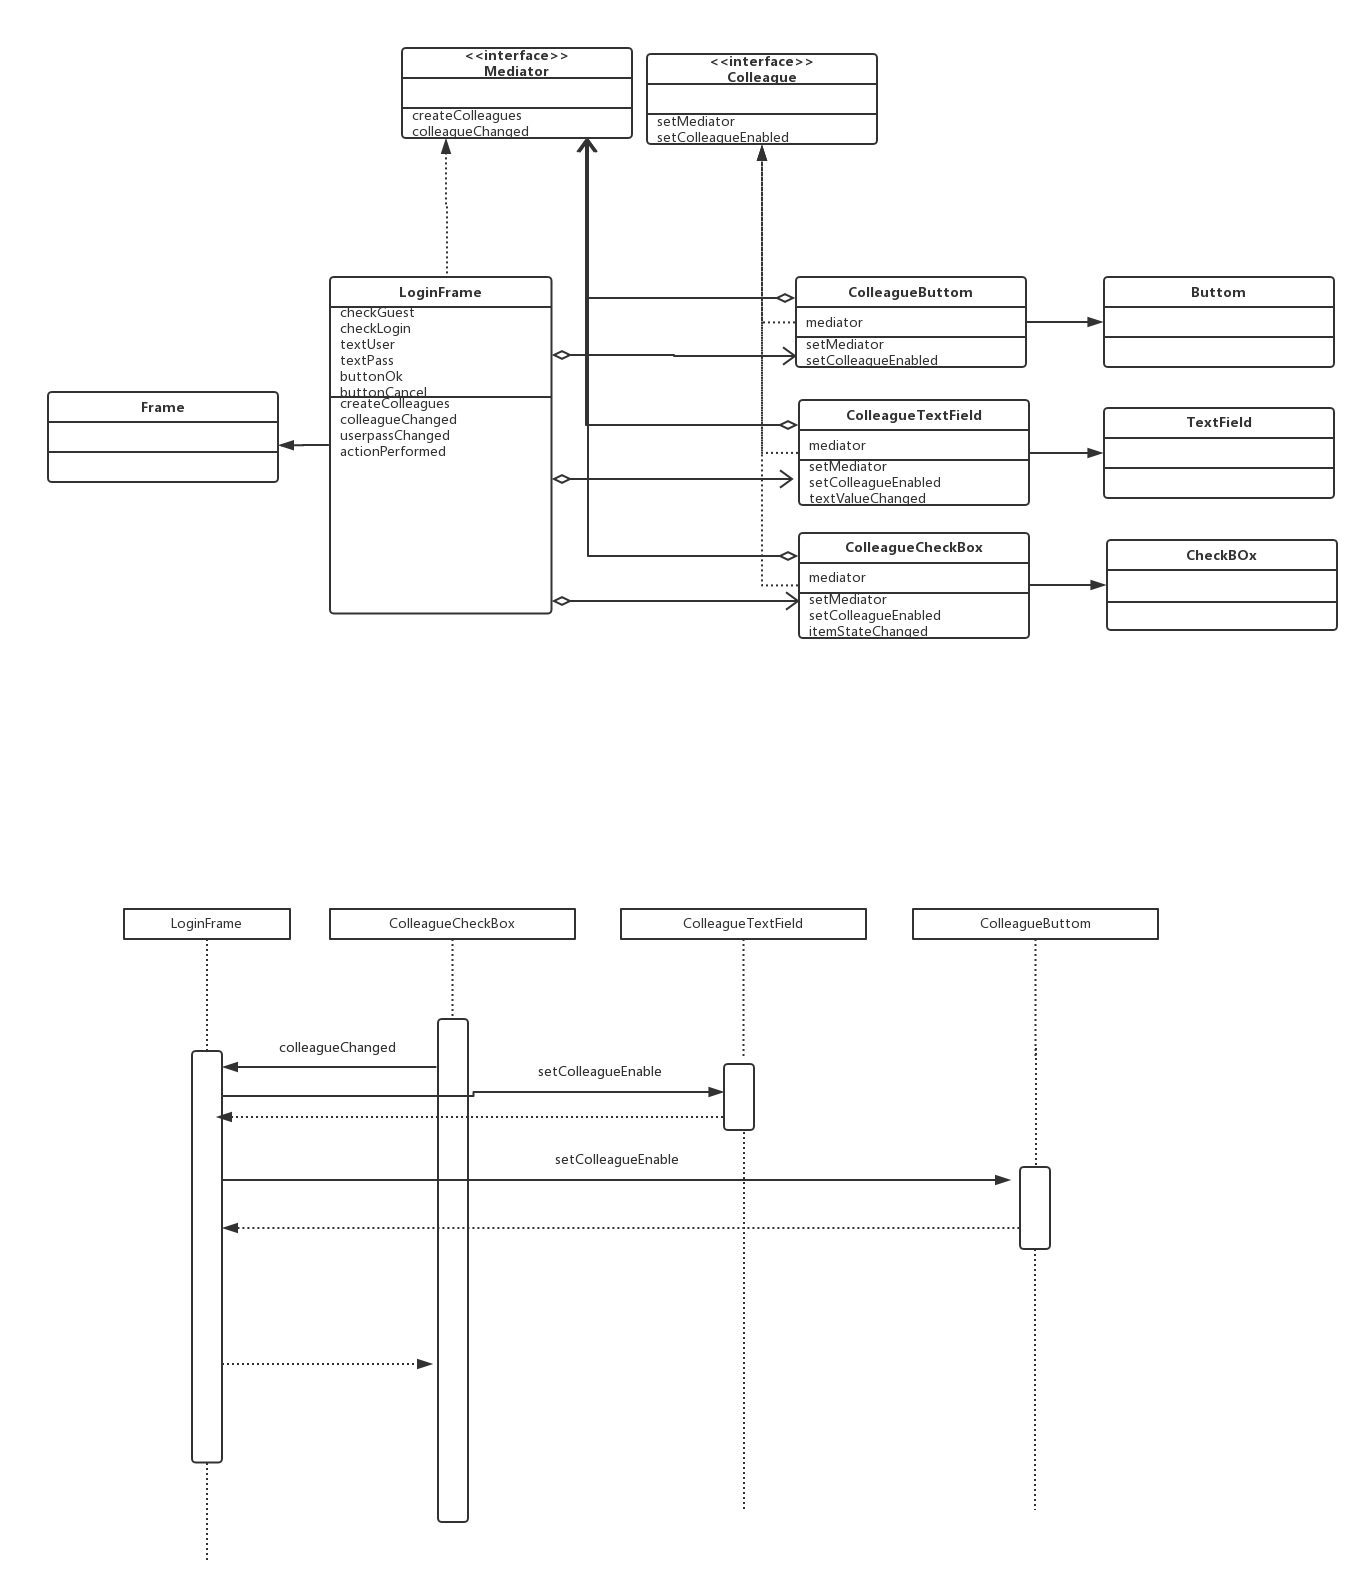 <<interface>>
Mediator
createColleagues
colleagueChanged
<<interface>>
Colleague
setMediator
setColleagueEnabled
LoginFrame
checkGuest
checkLogin
textUser
textPass
buttonOk
buttonCancel
createColleagues
colleagueChanged
userpassChanged
actionPerformed
Frame
ColleagueButtom
mediator
setMediator
setColleagueEnabled
Buttom
ColleagueTextField
mediator
setMediator
setColleagueEnabled
textValueChanged
TextField
ColleagueCheckBox
mediator
setMediator
setColleagueEnabled
itemStateChanged
CheckBOx
LoginFrame
ColleagueCheckBox
ColleagueTextField
ColleagueButtom
colleagueChanged
setColleagueEnable
setColleagueEnable